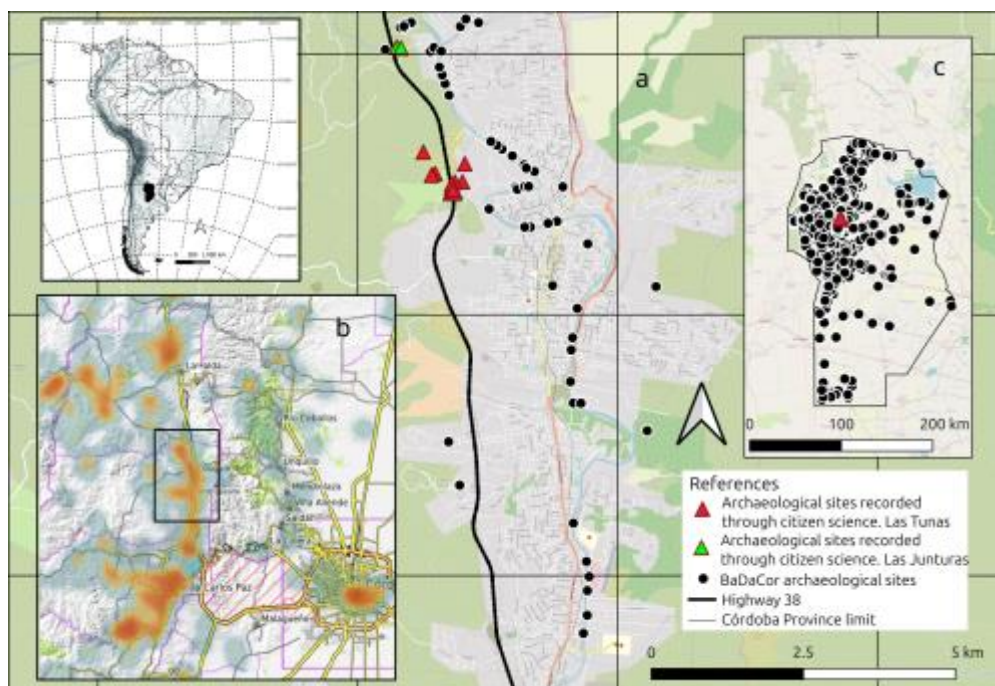 a
c
0
100
200 km
b
La Falda
Río Ceballos
Unquillo
Mendiolaza
Villa Allende
Saldán
Carlos Paz
Malagueño
References
Archaeological sites recorded
through citizen science. Las Tunas
Archaeological sites recorded
through citizen science. Las Junturas
BaDaCor archaeological sites
Highway 38
Córdoba Province limit
0
2.5
5 km